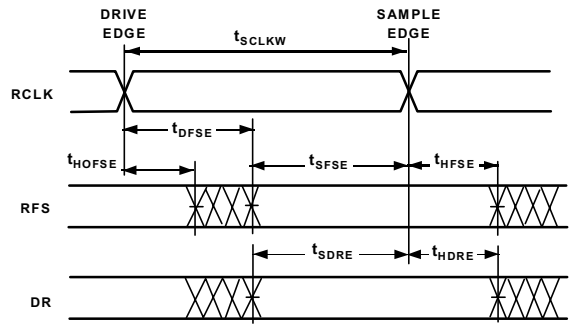 DRIVE EDGE
SAMPLE EDGE
tSCLKW
RCLK
tDFSE
tHOFSE
tSFSE
tHFSE
RFS
tSDRE
tHDRE
DR